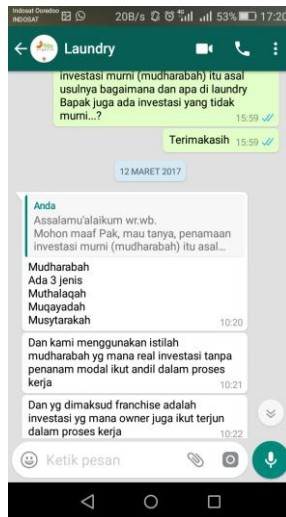 Indosat Ooredoo
INDOSAT
20B/s
53%
17:20
Laundry
investasi murni (mudharabah) itu asal
usulnya bagaimana dan apa di laundry
Bapak juga ada investasi yang tidak
murni...?
15:59
Terimakasih 15:59
12 MARET 2017
Anda
Assalamu'alaikum wr.wb.
Mohon maaf Pak, mau tanya, penamaan
investasi murni (mudharabah) itu asal...
Mudharabah
Ada 3 jenis
Muthalaqah
Muqayadah
Musytarakah
10:20
Dan kami menggunakan istilah
mudharabah yg mana real investasi tanpa
penanam modal ikut andil dalam proses
kerja
10:21
Dan yg dimaksud franchise adalah
investasi yg mana owner juga ikut terjun
dalam proses kerja
10:22
Ketik pesan